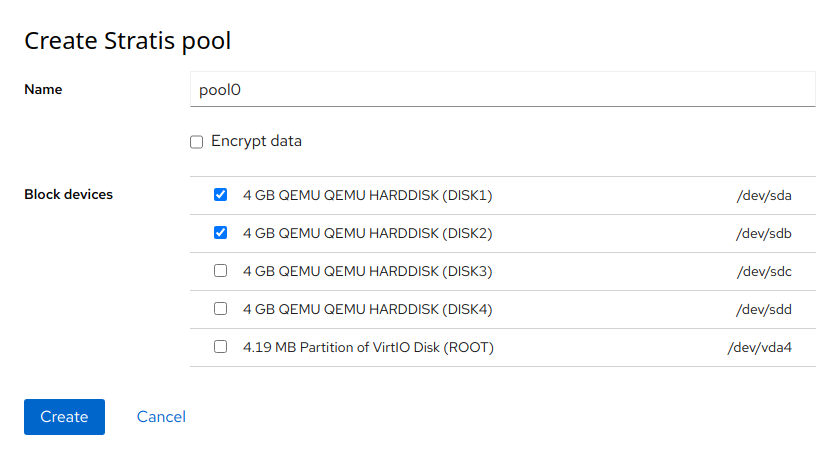 Create Stratis pool
Name
pool0
Encrypt data
Block devices
4 GB QEMU QEMU HARDDISK (DISK1) /dev/sda
4 GB QEMU QEMU HARDDISK (DISK2) /dev/sdb
4 GB QEMU QEMU HARDDISK (DISK3) /dev/sdc
4 GB QEMU QEMU HARDDISK (DISK4) /dev/sdd
4.19 MB Partition of VirtIO Disk (ROOT) /dev/vda4
Create Cancel